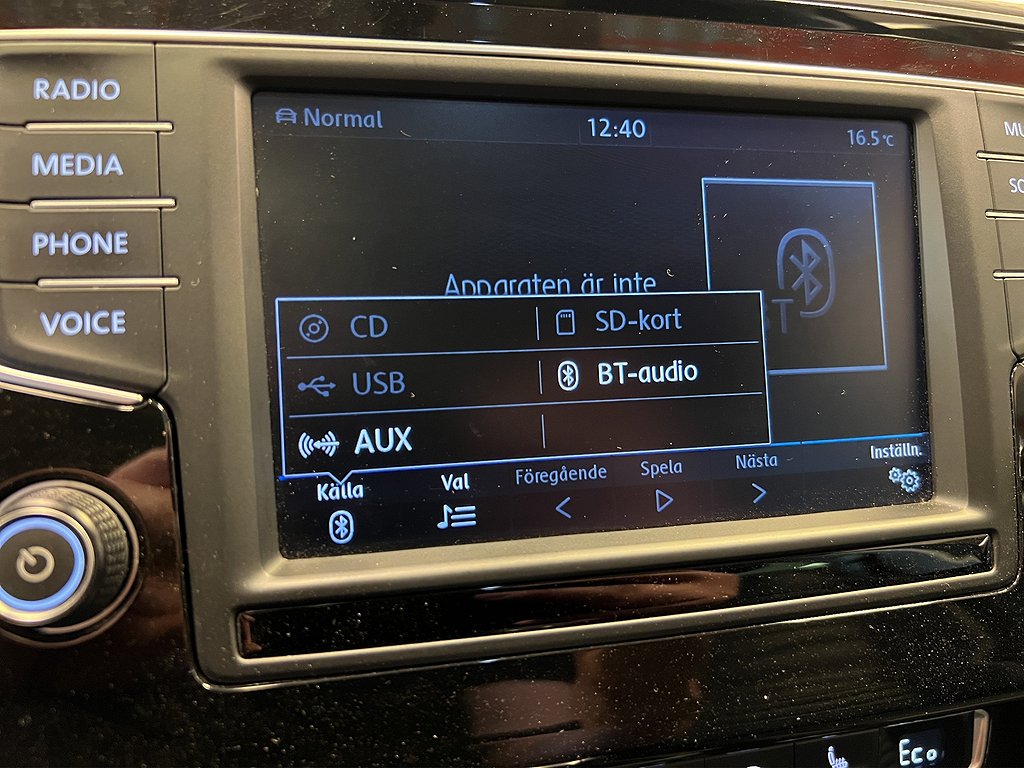 RADIO
MEDIA
PHONE
VOICE
Normal
12:40
16.5°C
Apparaten är inte
CD
SD-kort
USB
BT-audio
AUX
Källa
Val
Föregående
Spela
Nästa
Inställn.
Eco